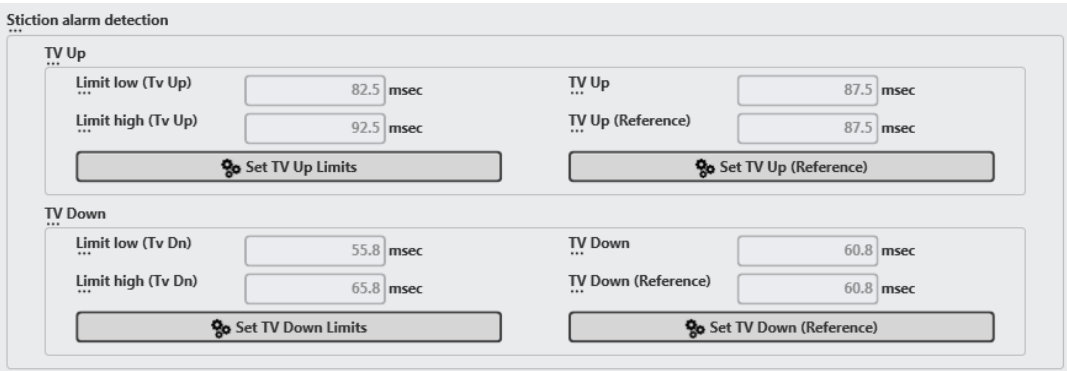 Stiction alarm detection
TV Up
Limit low (Tv Up) 82.5 msec TV Up 87.5 msec
Limit high (Tv Up) 92.5 msec TV Up (Reference) 87.5 msec
Set TV Up Limits Set TV Up (Reference)
TV Down
Limit low (Tv Dn) 55.8 msec TV Down 60.8 msec
Limit high (Tv Dn) 65.8 msec TV Down (Reference) 60.8 msec
Set TV Down Limits Set TV Down (Reference)